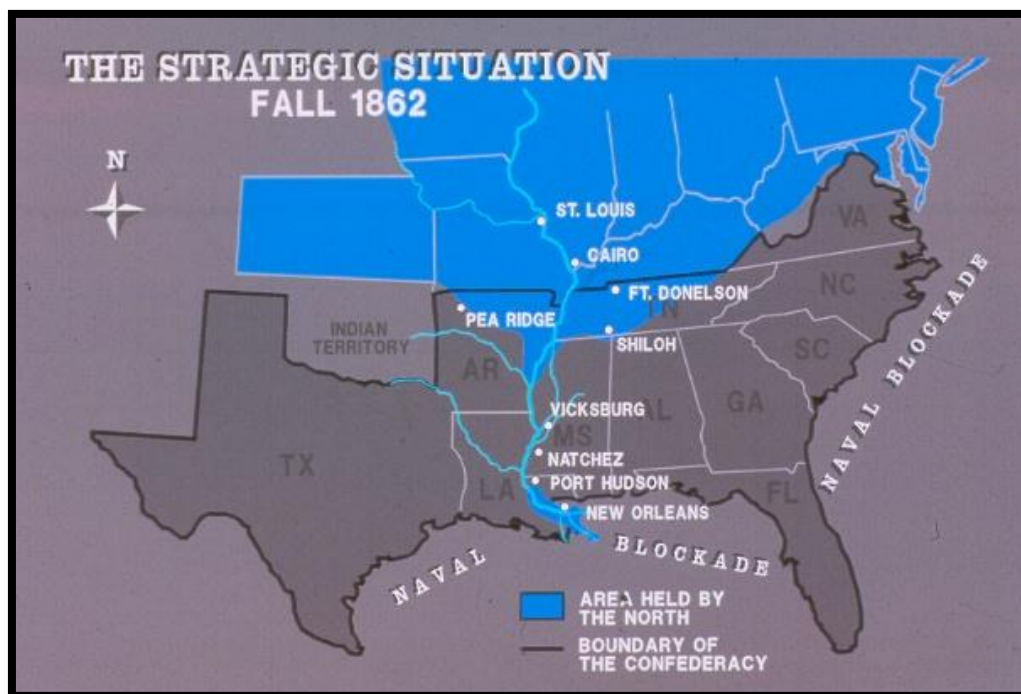 THE STRATEGIC SITUATION
FALL 1862
N
ST. LOUIS
CAIRO
VA
FT. DONELSON
TN
NC
PEA RIDGE
INDIAN
TERRITORY
SHILOH
SC
AR
VICKSBURG
MS
AL
GA
NATCHEZ
TX
LA
PORT HUDSON
FL
NEW ORLEANS
NAVAL BLOCKADE
NAVAL BLOCKADE
AREA HELD BY
THE NORTH
BOUNDARY OF
THE CONFEDERACY